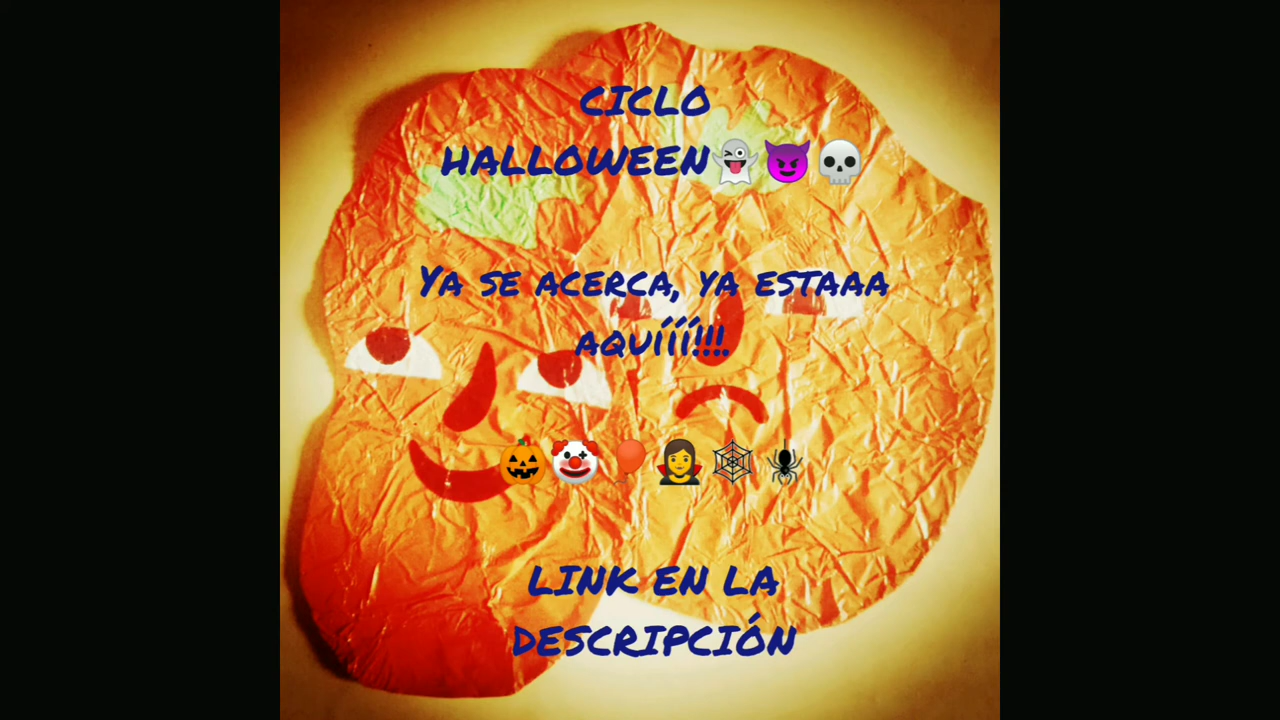 CICLO
HALLOWEEN👻😈💀
Ya se acerca, ya estaaa
aquííí!!!!
🎃🤡🎈🧛‍♀️🕸🕷
LINK EN LA
DESCRIPCIÓN